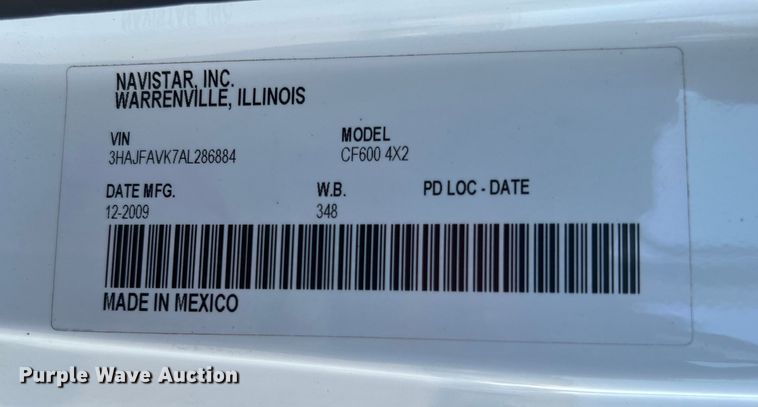 NAVISTAR, INC.
WARRENVILLE, ILLINOIS
VIN MODEL
3HAJFAVK7AL286884 CF600 4X2
DATE MFG. W.B. PD LOC - DATE
12-2009 348
MADE IN MEXICO
Purple Wave Auction